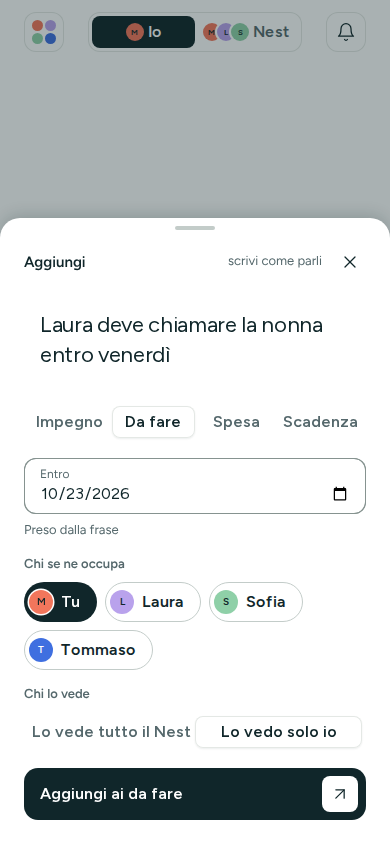 M Io M L S Nest
Aggiungi scrivi come parli
Laura deve chiamare la nonna
entro venerdì
Impegno Da fare Spesa Scadenza
Entro
10/23/2026
Preso dalla frase
Chi se ne occupa
M Tu L Laura S Sofia
T Tommaso
Chi lo vede
Lo vede tutto il Nest Lo vedo solo io
Aggiungi ai da fare